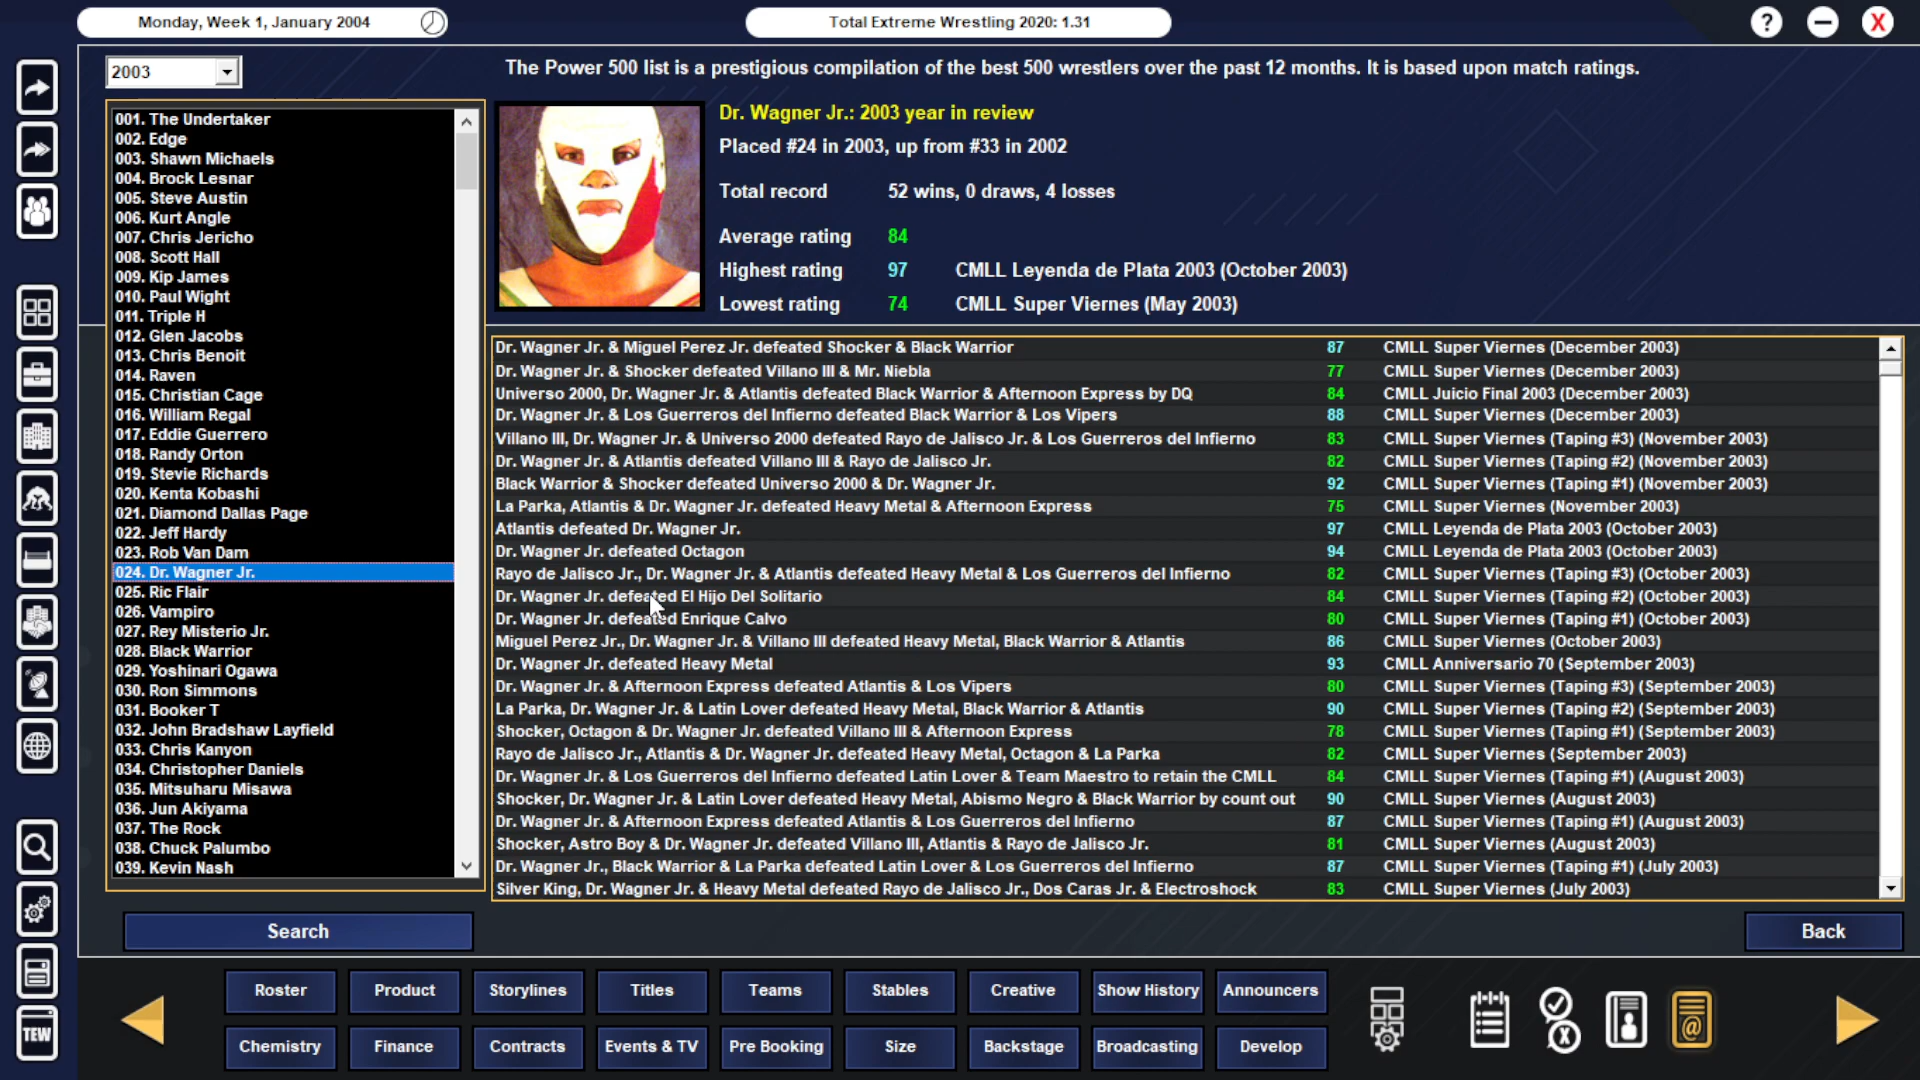 Monday, Week 1, January 2004
Total Extreme Wrestling 2020: 1.31
?
X
2003
The Power 500 list is a prestigious compilation of the best 500 wrestlers over the past 12 months. It is based upon match ratings.
001. The Undertaker
002. Edge
003. Shawn Michaels
004. Brock Lesnar
005. Steve Austin
006. Kurt Angle
007. Chris Jericho
008. Scott Hall
009. Kip James
010. Paul Wight
011. Triple H
012. Glen Jacobs
013. Chris Benoit
014. Raven
015. Christian Cage
016. William Regal
017. Eddie Guerrero
018. Randy Orton
019. Stevie Richards
020. Kenta Kobashi
021. Diamond Dallas Page
022. Jeff Hardy
023. Rob Van Dam
024. Dr. Wagner Jr.
025. Ric Flair
026. Vampiro
027. Rey Misterio Jr.
028. Black Warrior
029. Yoshinari Ogawa
030. Ron Simmons
031. Booker T
032. John Bradshaw Layfield
033. Chris Kanyon
034. Christopher Daniels
035. Mitsuharu Misawa
036. Jun Akiyama
037. The Rock
038. Chuck Palumbo
039. Kevin Nash
Dr. Wagner Jr.: 2003 year in review
Placed #24 in 2003, up from #33 in 2002
Total record 52 wins, 0 draws, 4 losses
Average rating 84
Highest rating 97 CMLL Leyenda de Plata 2003 (October 2003)
Lowest rating 74 CMLL Super Viernes (May 2003)
Dr. Wagner Jr. & Miguel Perez Jr. defeated Shocker & Black Warrior 87 CMLL Super Viernes (December 2003)
Dr. Wagner Jr. & Shocker defeated Villano III & Mr. Niebla 77 CMLL Super Viernes (December 2003)
Universo 2000, Dr. Wagner Jr. & Atlantis defeated Black Warrior & Afternoon Express by DQ 84 CMLL Juicio Final 2003 (December 2003)
Dr. Wagner Jr. & Los Guerreros del Infierno defeated Black Warrior & Los Vipers 88 CMLL Super Viernes (December 2003)
Villano III, Dr. Wagner Jr. & Universo 2000 defeated Rayo de Jalisco Jr. & Los Guerreros del Infierno 83 CMLL Super Viernes (Taping #3) (November 2003)
Dr. Wagner Jr. & Atlantis defeated Villano III & Rayo de Jalisco Jr. 82 CMLL Super Viernes (Taping #2) (November 2003)
Black Warrior & Shocker defeated Universo 2000 & Dr. Wagner Jr. 92 CMLL Super Viernes (Taping #1) (November 2003)
La Parka, Atlantis & Dr. Wagner Jr. defeated Heavy Metal & Afternoon Express 75 CMLL Super Viernes (November 2003)
Atlantis defeated Dr. Wagner Jr. 97 CMLL Leyenda de Plata 2003 (October 2003)
Dr. Wagner Jr. defeated Octagon 94 CMLL Leyenda de Plata 2003 (October 2003)
Rayo de Jalisco Jr., Dr. Wagner Jr. & Atlantis defeated Heavy Metal & Los Guerreros del Infierno 82 CMLL Super Viernes (Taping #3) (October 2003)
Dr. Wagner Jr. defeated El Hijo Del Solitario 84 CMLL Super Viernes (Taping #2) (October 2003)
Dr. Wagner Jr. defeated Enrique Calvo 80 CMLL Super Viernes (Taping #1) (October 2003)
Miguel Perez Jr., Dr. Wagner Jr. & Villano III defeated Heavy Metal, Black Warrior & Atlantis 86 CMLL Super Viernes (October 2003)
Dr. Wagner Jr. defeated Heavy Metal 93 CMLL Anniversario 70 (September 2003)
Dr. Wagner Jr. & Afternoon Express defeated Atlantis & Los Vipers 80 CMLL Super Viernes (Taping #3) (September 2003)
La Parka, Dr. Wagner Jr. & Latin Lover defeated Heavy Metal, Black Warrior & Atlantis 90 CMLL Super Viernes (Taping #2) (September 2003)
Shocker, Octagon & Dr. Wagner Jr. defeated Villano III & Afternoon Express 78 CMLL Super Viernes (Taping #1) (September 2003)
Rayo de Jalisco Jr., Atlantis & Dr. Wagner Jr. defeated Heavy Metal, Octagon & La Parka 82 CMLL Super Viernes (September 2003)
Dr. Wagner Jr. & Los Guerreros del Infierno defeated Latin Lover & Team Maestro to retain the CMLL 84 CMLL Super Viernes (Taping #1) (August 2003)
Shocker, Dr. Wagner Jr. & Latin Lover defeated Heavy Metal, Abismo Negro & Black Warrior by count out 90 CMLL Super Viernes (August 2003)
Dr. Wagner Jr. & Afternoon Express defeated Atlantis & Los Guerreros del Infierno 87 CMLL Super Viernes (Taping #1) (August 2003)
Shocker, Astro Boy & Dr. Wagner Jr. defeated Villano III, Atlantis & Rayo de Jalisco Jr. 81 CMLL Super Viernes (August 2003)
Dr. Wagner Jr., Black Warrior & La Parka defeated Latin Lover & Los Guerreros del Infierno 87 CMLL Super Viernes (Taping #1) (July 2003)
Silver King, Dr. Wagner Jr. & Heavy Metal defeated Rayo de Jalisco Jr., Dos Caras Jr. & Electroshock 83 CMLL Super Viernes (July 2003)
Search
Back
Roster Product Storylines Titles Teams Stables Creative Show History Announcers
Chemistry Finance Contracts Events & TV Pre Booking Size Backstage Broadcasting Develop
TEW